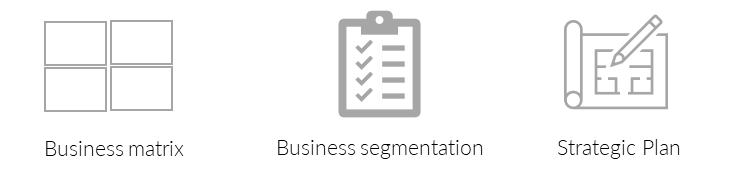 Business matrix
Business segmentation
Strategic Plan